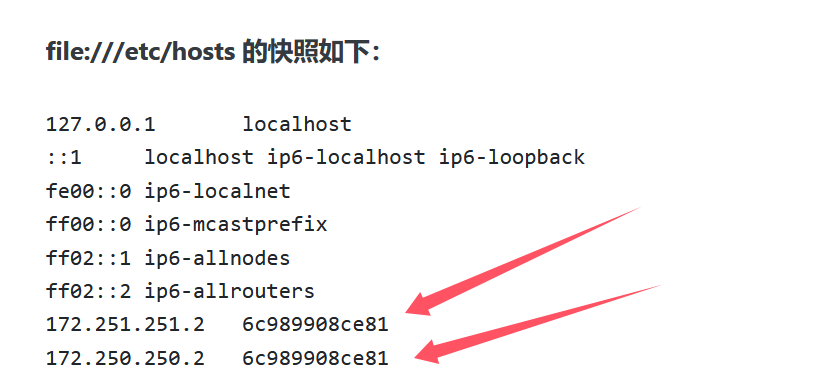 file:///etc/hosts 的快照如下：
127.0.0.1 localhost
::1 localhost ip6-localhost ip6-loopback
fe00::0 ip6-localnet
ff00::0 ip6-mcastprefix
ff02::1 ip6-allnodes
ff02::2 ip6-allrouters
172.251.251.2 6c989908ce81
172.250.250.2 6c989908ce81